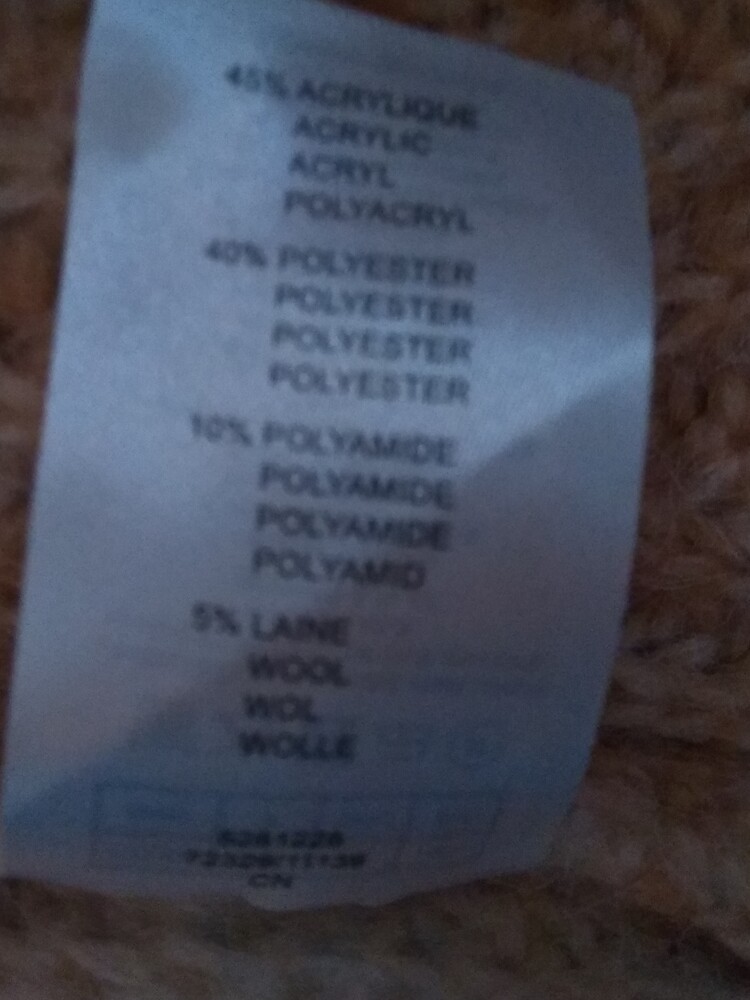 45% ACRYLIQUE
ACRYLIC
ACRYL
POLYACRYL
40% POLYESTER
POLYESTER
POLYESTER
POLYESTER
10% POLYAMIDE
POLYAMIDE
POLYAMIDE
POLYAMID
5% LAINE
WOOL
WOL
WOLLE
CN